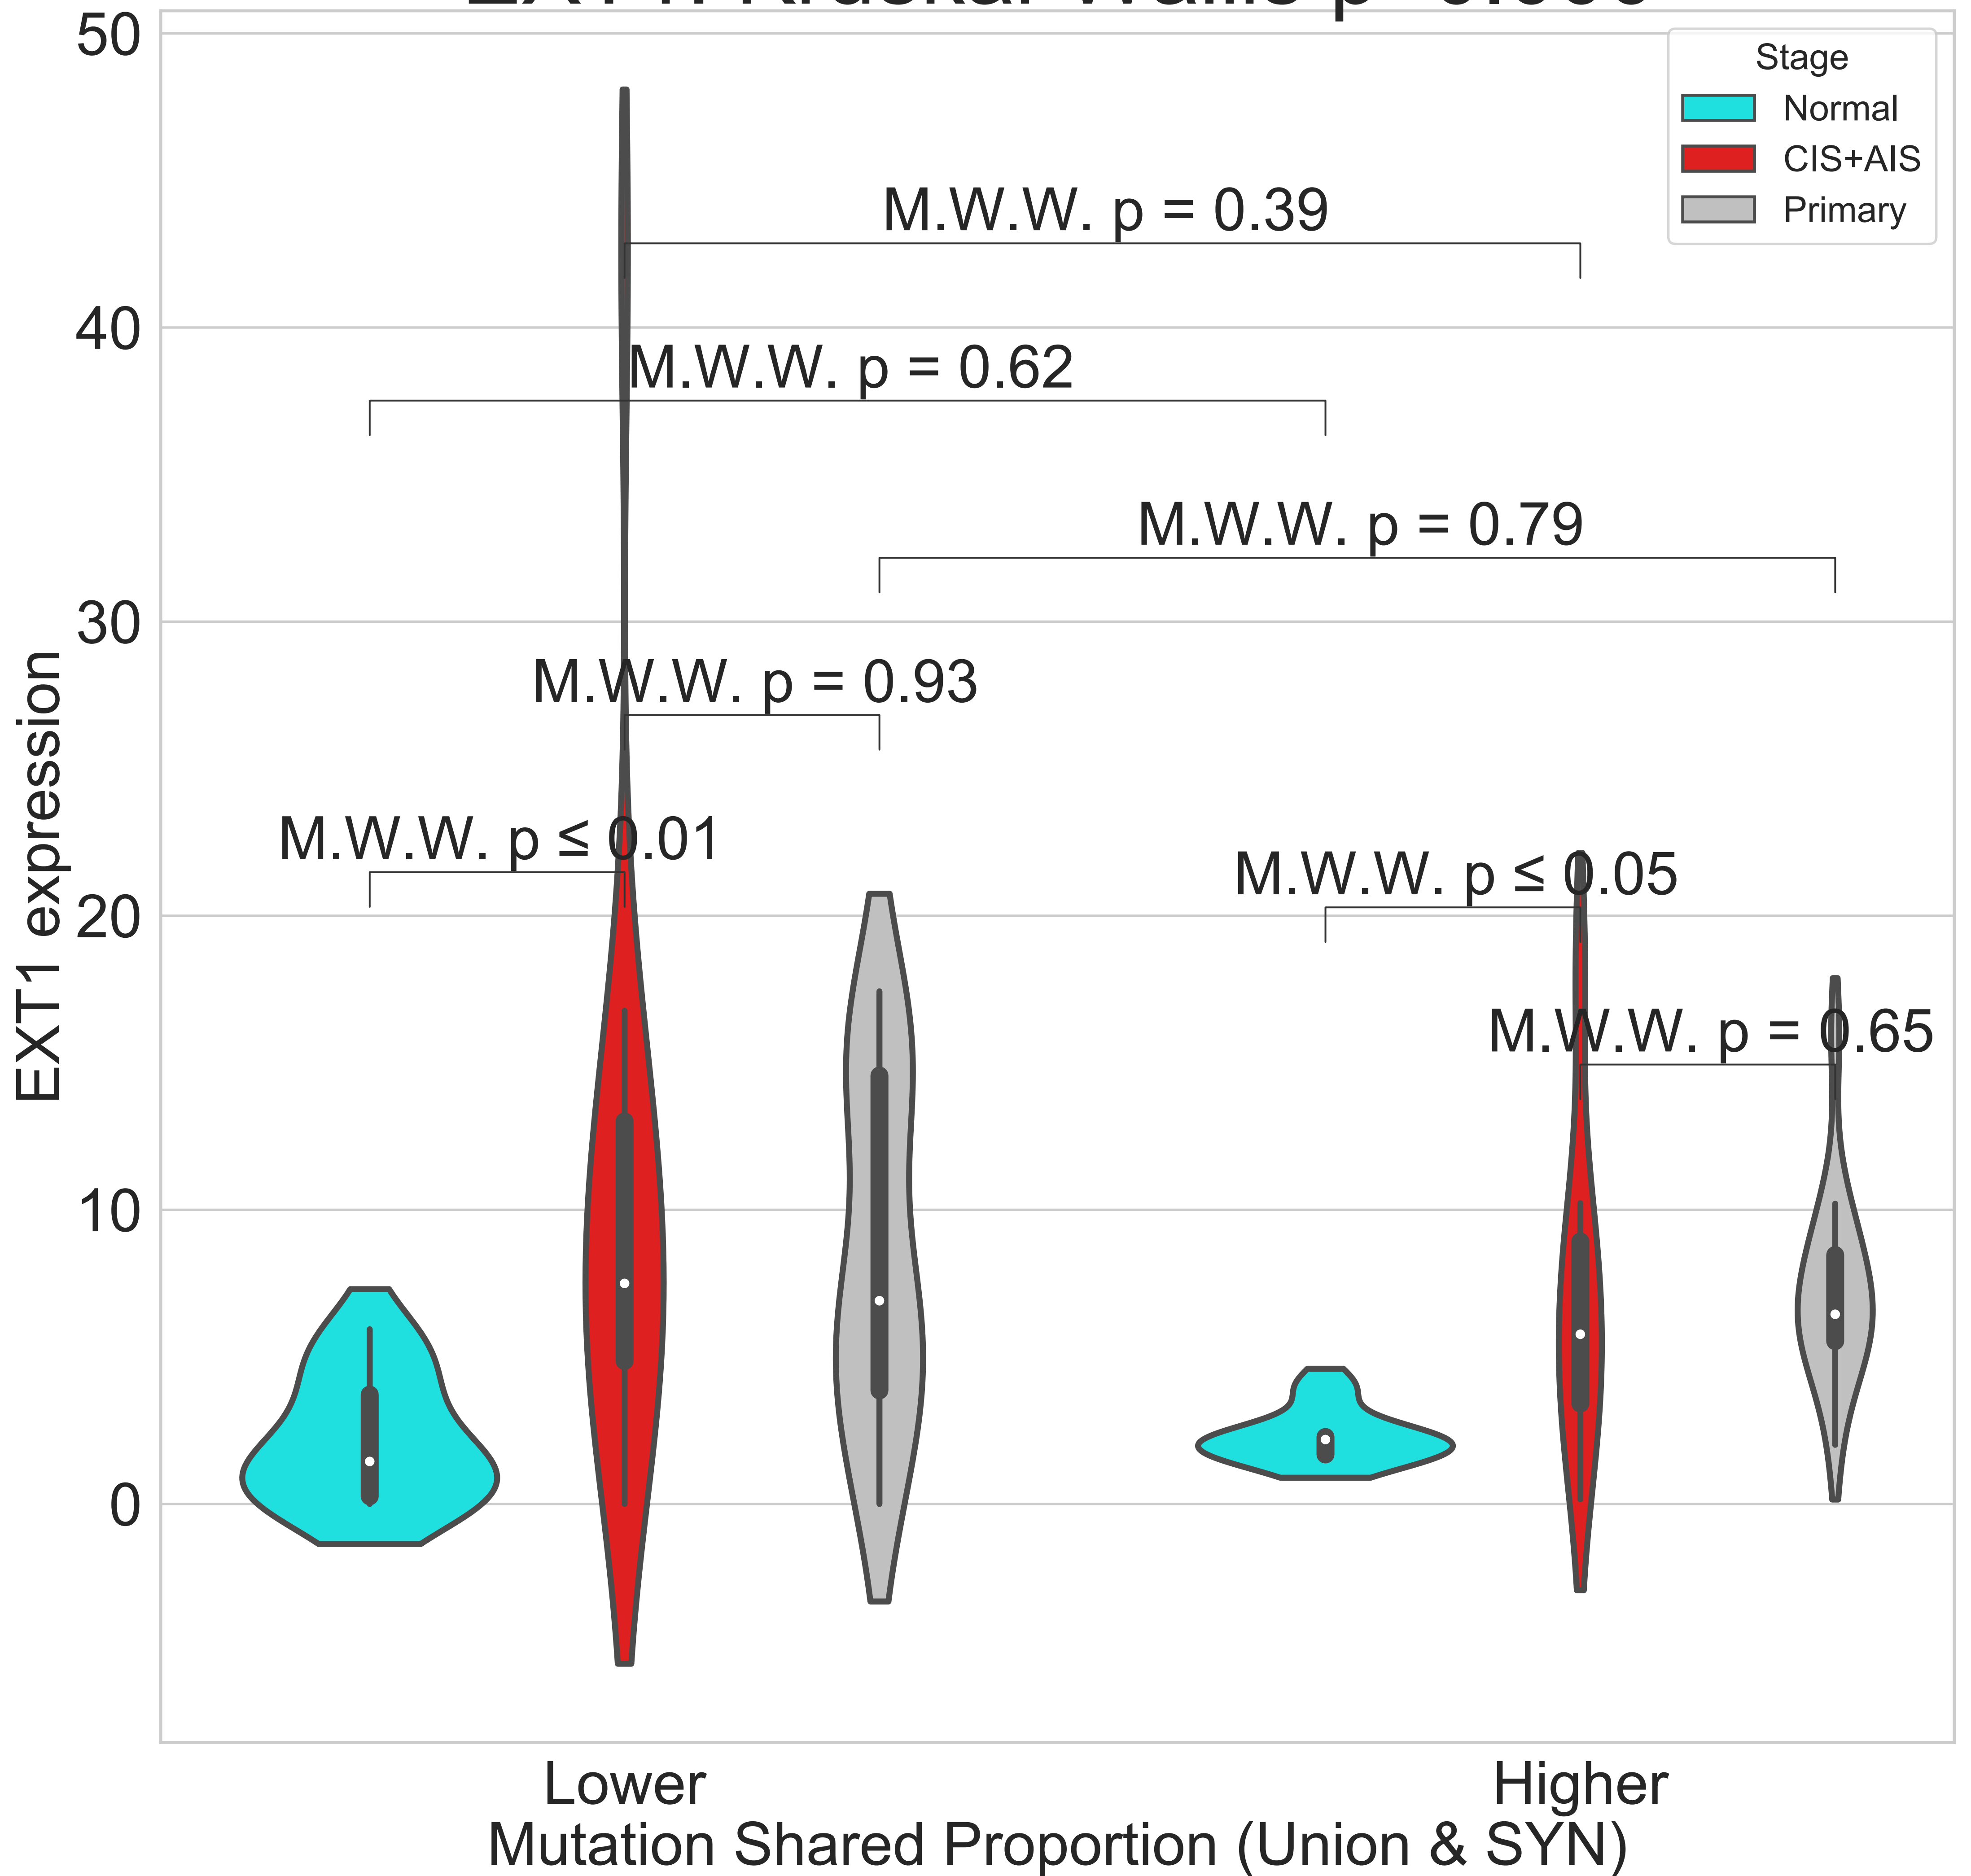 50
Stage
Normal
CIS+AIS
Primary
M.W.W. p = 0.39
40
M.W.W. p = 0.62
M.W.W. p = 0.79
30
M.W.W. p = 0.93
M.W.W. p ≤ 0.01
M.W.W. p ≤ 0.05
20
M.W.W. p = 0.65
EXT1 expression
10
0
Lower
Higher
Mutation Shared Proportion (Union & SYN)